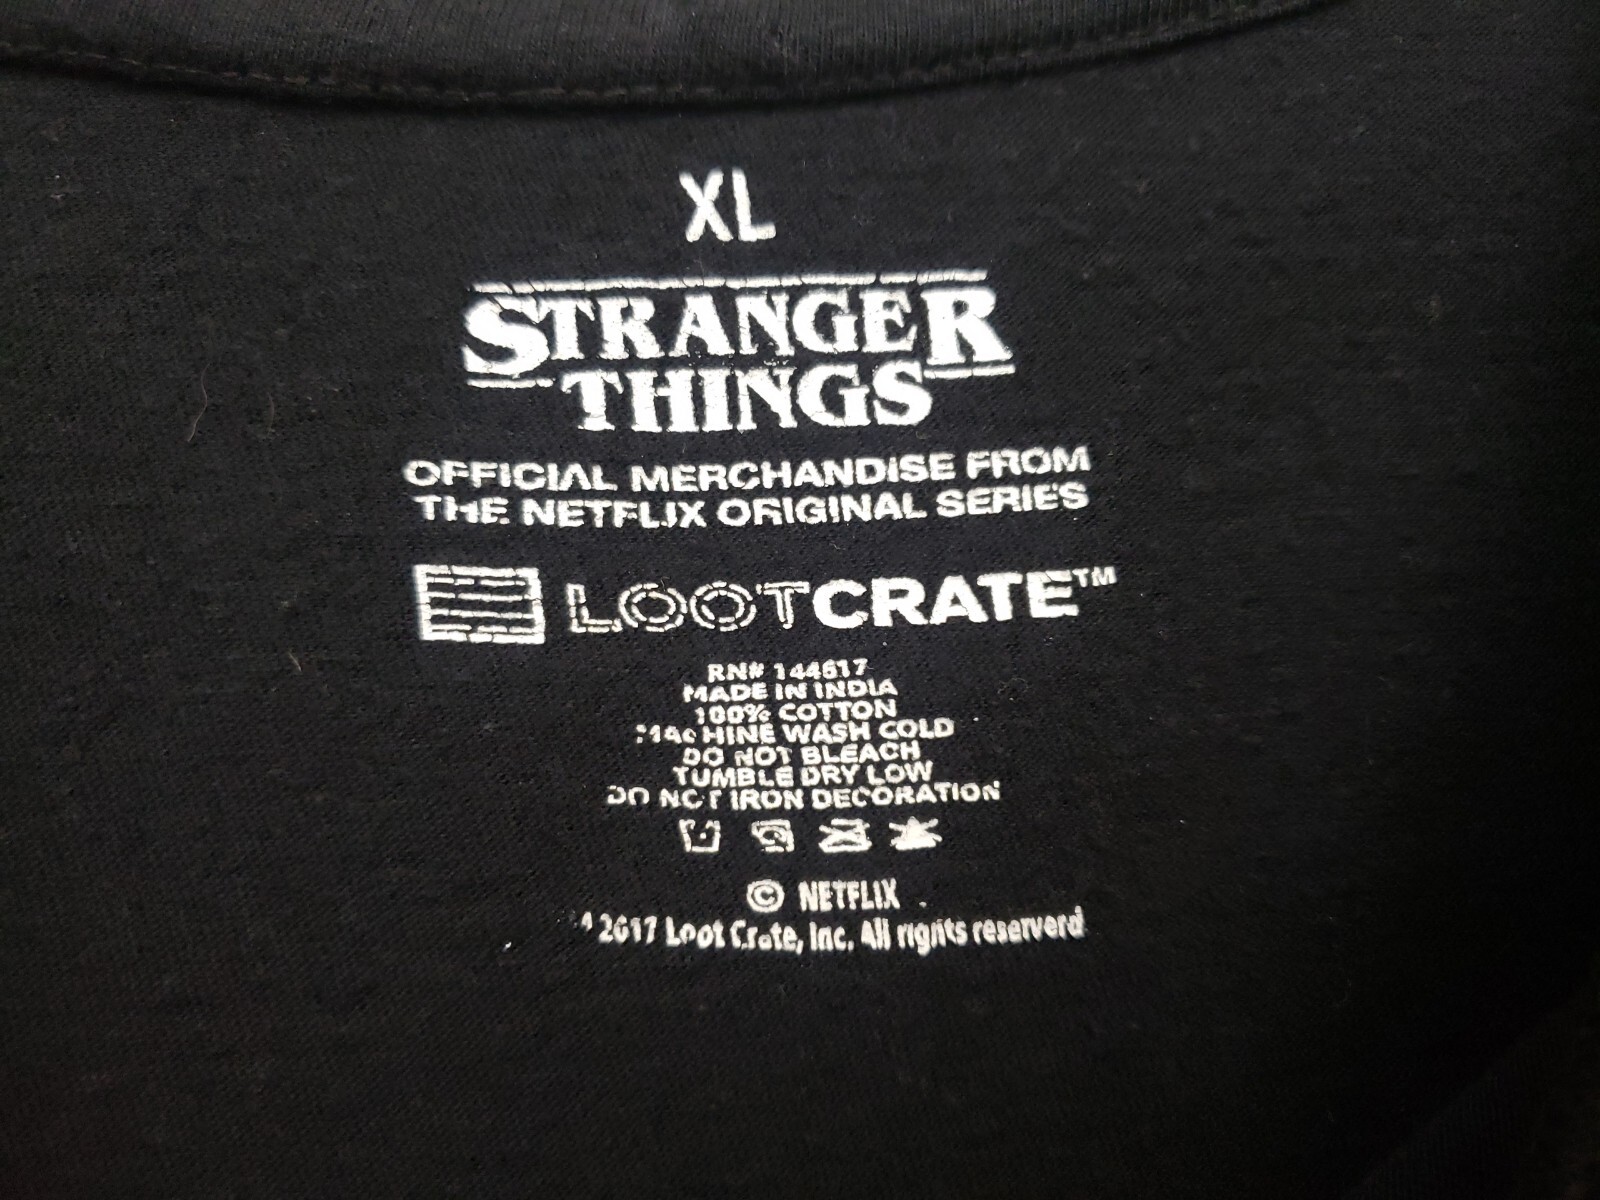 XL
STRANGER
THINGS
OFFICIAL MERCHANDISE FROM
THE NETFLIX ORIGINAL SERIES
LOOTCRATE™
RN# 144617
MADE IN INDIA
100% COTTON
MACHINE WASH COLD
DO NOT BLEACH
TUMBLE DRY LOW
DO NOT IRON DECORATION
© NETFLIX
2017 Loot Crate, Inc. All rights reserverd